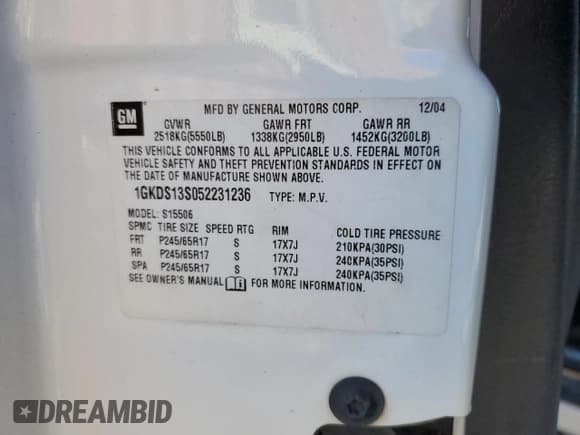 GM
MFD BY GENERAL MOTORS CORP. 12/04
GVWR GAWR FRT GAWR RR
2518KG(5550LB) 1338KG(2950LB) 1452KG(3200LB)
THIS VEHICLE CONFORMS TO ALL APPLICABLE U.S. FEDERAL MOTOR
VEHICLE SAFETY AND THEFT PREVENTION STANDARDS IN EFFECT ON
THE DATE OF MANUFACTURE SHOWN ABOVE.
1GKDS13S052231236 TYPE: M.P.V.
MODEL: S15506
SPMC TIRE SIZE SPEED RTG RIM COLD TIRE PRESSURE
FRT P245/65R17 S 17X7J 210KPA(30PSI)
RR P245/65R17 S 17X7J 240KPA(35PSI)
SPA P245/65R17 S 17X7J 240KPA(35PSI)
SEE OWNER'S MANUAL FOR MORE INFORMATION.
DREAMBID